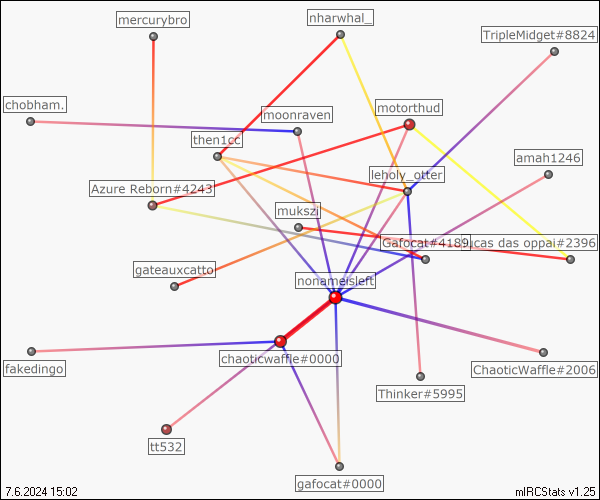 mercurybro
nharwhal_
TripleMidget#8824
chobham.
moonraven
motorthud
then1cc
amah1246
leholy_otter
Azure Reborn#4243
mukszi
Gafocat#4189
ucas das oppai#2396
gateauxcatto
nonameisleft
chaoticwaffle#0000
fakedingo
ChaoticWaffle#2006
Thinker#5995
tt532
gafocat#0000
7.6.2024 15:02
mIRCStats v1.25